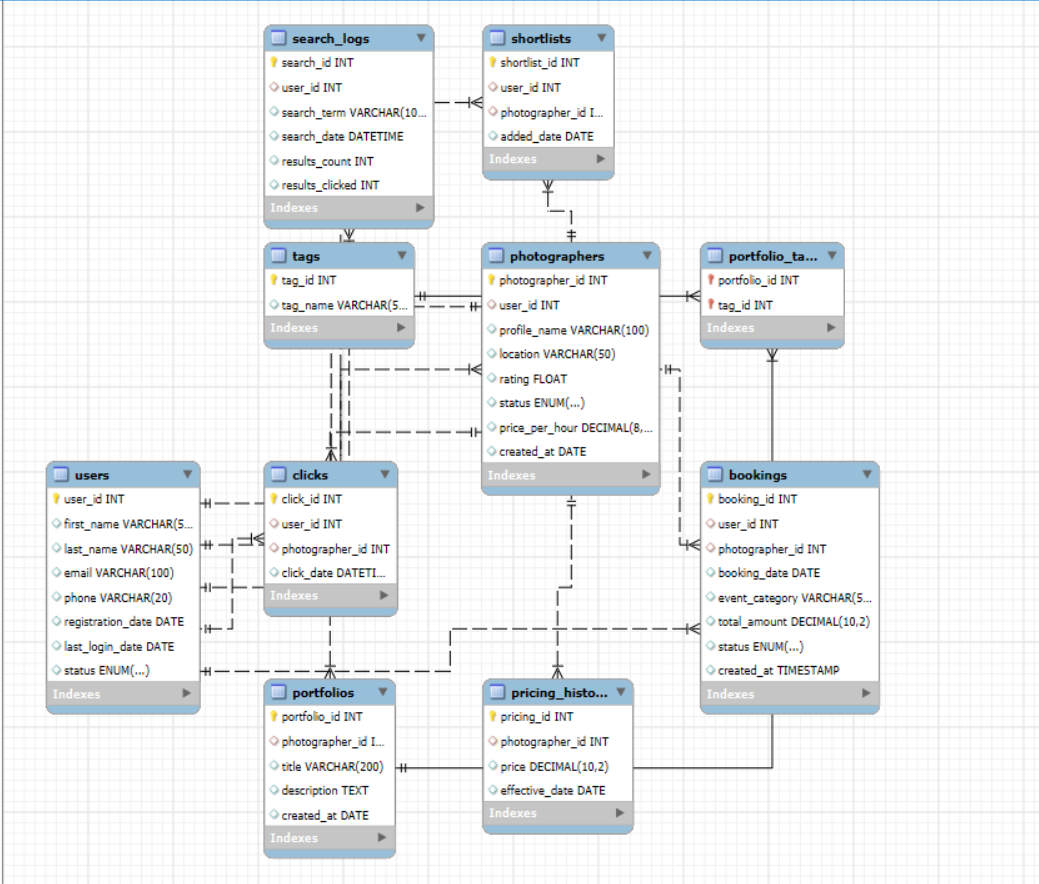 search_logs
search_id INT
user_id INT
search_term VARCHAR(10...
search_date DATETIME
results_count INT
results_clicked INT
Indexes
shortlists
shortlist_id INT
user_id INT
photographer_id I...
added_date DATE
Indexes
tags
tag_id INT
tag_name VARCHAR(5...
Indexes
photographers
photographer_id INT
user_id INT
profile_name VARCHAR(100)
location VARCHAR(50)
rating FLOAT
status ENUM(...)
price_per_hour DECIMAL(8,...
created_at DATE
Indexes
portfolio_ta...
portfolio_id INT
tag_id INT
Indexes
users
user_id INT
first_name VARCHAR(5...
last_name VARCHAR(50)
email VARCHAR(100)
phone VARCHAR(20)
registration_date DATE
last_login_date DATE
status ENUM(...)
Indexes
clicks
click_id INT
user_id INT
photographer_id INT
click_date DATETI...
Indexes
bookings
booking_id INT
user_id INT
photographer_id INT
booking_date DATE
event_category VARCHAR(5...
total_amount DECIMAL(10,2)
status ENUM(...)
created_at TIMESTAMP
Indexes
portfolios
portfolio_id INT
photographer_id I...
title VARCHAR(200)
description TEXT
created_at DATE
Indexes
pricing_histo...
pricing_id INT
photographer_id INT
price DECIMAL(10,2)
effective_date DATE
Indexes